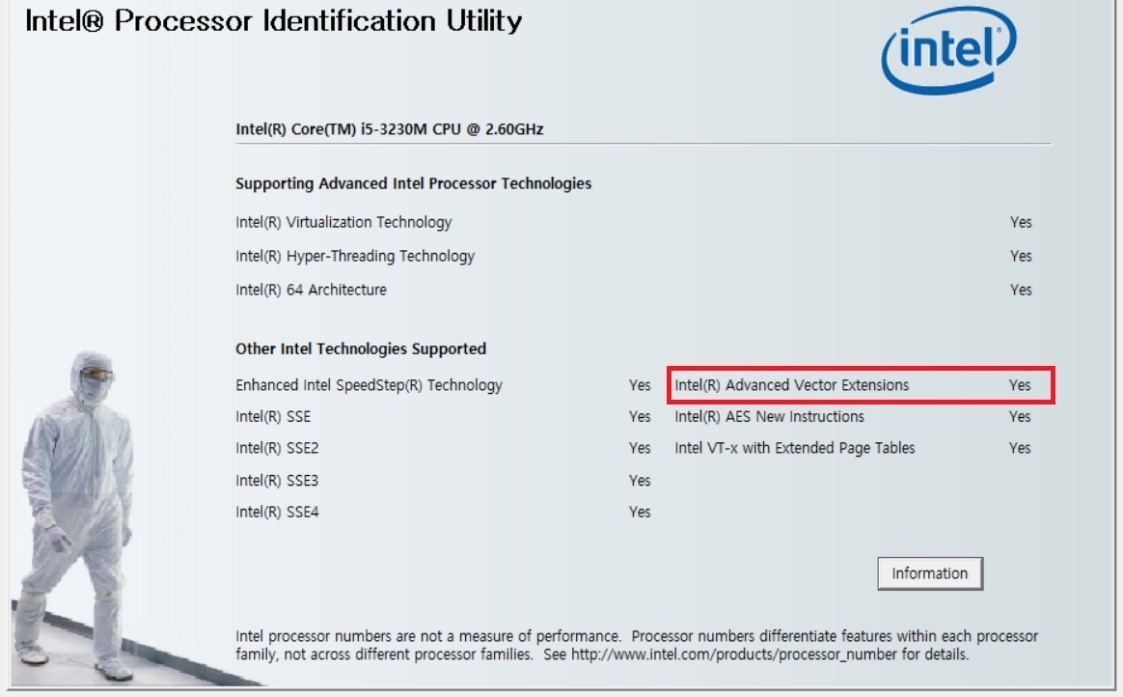 Intel® Processor Identification Utility
intel
Intel(R) Core(TM) i5-3230M CPU @ 2.60GHz
Supporting Advanced Intel Processor Technologies
Intel(R) Virtualization Technology Yes
Intel(R) Hyper-Threading Technology Yes
Intel(R) 64 Architecture Yes
Other Intel Technologies Supported
Enhanced Intel SpeedStep(R) Technology Yes Intel(R) Advanced Vector Extensions Yes
Intel(R) SSE Yes Intel(R) AES New Instructions Yes
Intel(R) SSE2 Yes Intel VT-x with Extended Page Tables Yes
Intel(R) SSE3 Yes
Intel(R) SSE4 Yes
Information
Intel processor numbers are not a measure of performance. Processor numbers differentiate features within each processor
family, not across different processor families. See http://www.intel.com/products/processor_number for details.